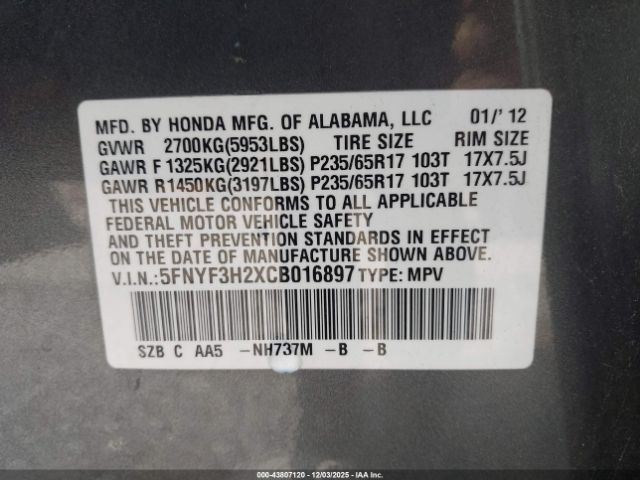 MFD. BY HONDA MFG. OF ALABAMA, LLC 01/'12
GVWR 2700KG(5953LBS) TIRE SIZE RIM SIZE
GAWR F 1325KG(2921LBS) P235/65R17 103T 17X7.5J
GAWR R1450KG(3197LBS) P235/65R17 103T 17X7.5J
THIS VEHICLE CONFORMS TO ALL APPLICABLE
FEDERAL MOTOR VEHICLE SAFETY
AND THEFT PREVENTION STANDARDS IN EFFECT
ON THE DATE OF MANUFACTURE SHOWN ABOVE.
V.I.N.:5FNYF3H2XCB016897 TYPE: MPV
SZB C AA5 -NH737M -B -B
000-43807120 - 12/03/2025 - IAAI.COM